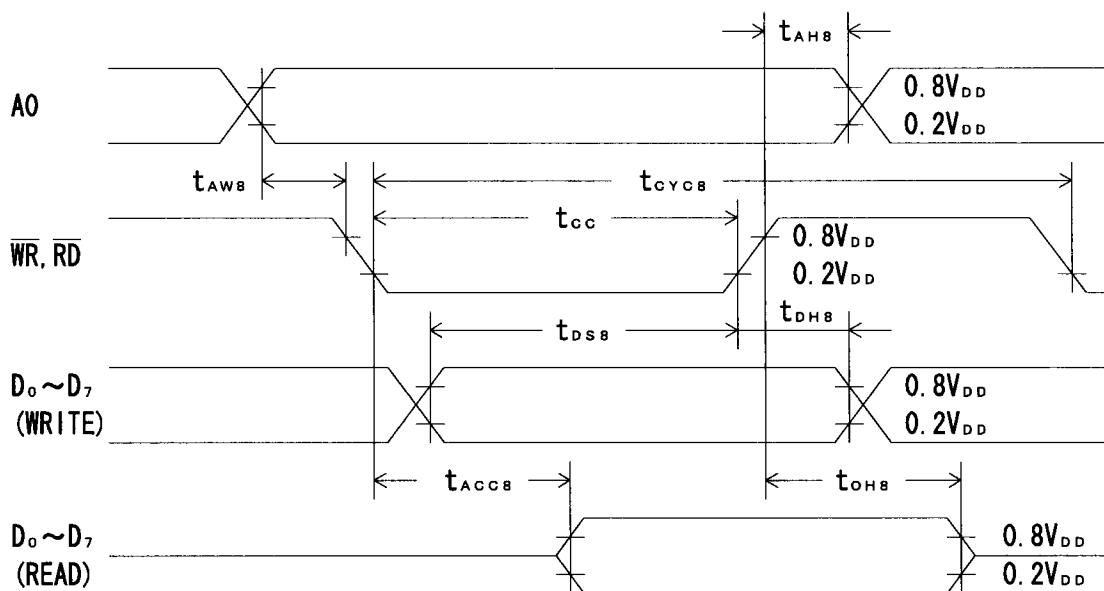 tAH8
A0
0.8VDD
0.2VDD
tAW8
tCYC8
tCC
WR, RD
0.8VDD
0.2VDD
tDS8
tDH8
D0~D7
(WRITE)
0.8VDD
0.2VDD
tACC8
tOH8
D0~D7
(READ)
0.8VDD
0.2VDD